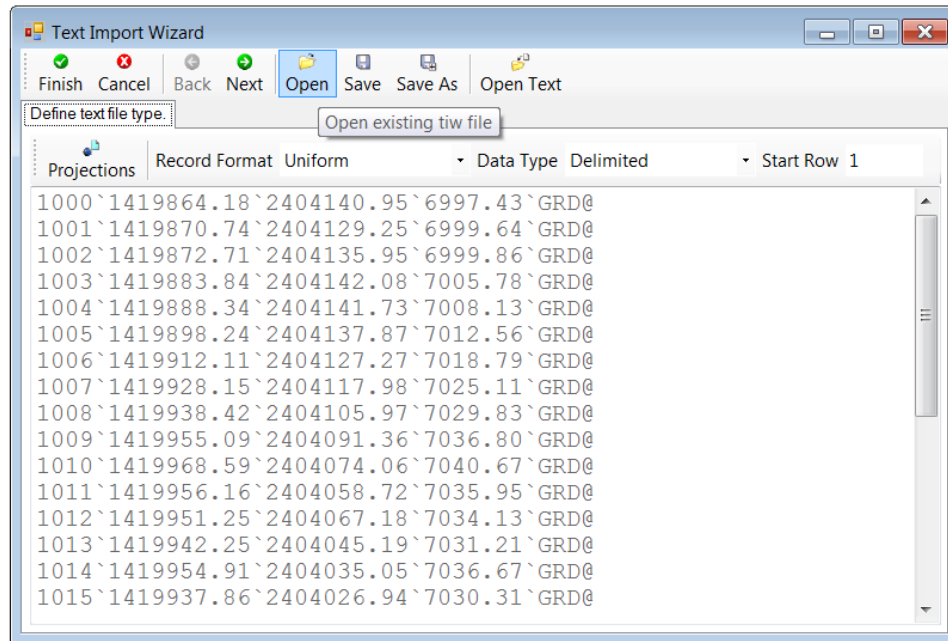 Text Import Wizard
Finish Cancel Back Next Open Save Save As Open Text
Define text file type.
Open existing tiw file
Projections Record Format Uniform Data Type Delimited Start Row 1
1000`1419864.18`2404140.95`6997.43`GRD@
1001`1419870.74`2404129.25`6999.64`GRD@
1002`1419872.71`2404135.95`6999.86`GRD@
1003`1419883.84`2404142.08`7005.78`GRD@
1004`1419888.34`2404141.73`7008.13`GRD@
1005`1419898.24`2404137.87`7012.56`GRD@
1006`1419912.11`2404127.27`7018.79`GRD@
1007`1419928.15`2404117.98`7025.11`GRD@
1008`1419938.42`2404105.97`7029.83`GRD@
1009`1419955.09`2404091.36`7036.80`GRD@
1010`1419968.59`2404074.06`7040.67`GRD@
1011`1419956.16`2404058.72`7035.95`GRD@
1012`1419951.25`2404067.18`7034.13`GRD@
1013`1419942.25`2404045.19`7031.21`GRD@
1014`1419954.91`2404035.05`7036.67`GRD@
1015`1419937.86`2404026.94`7030.31`GRD@